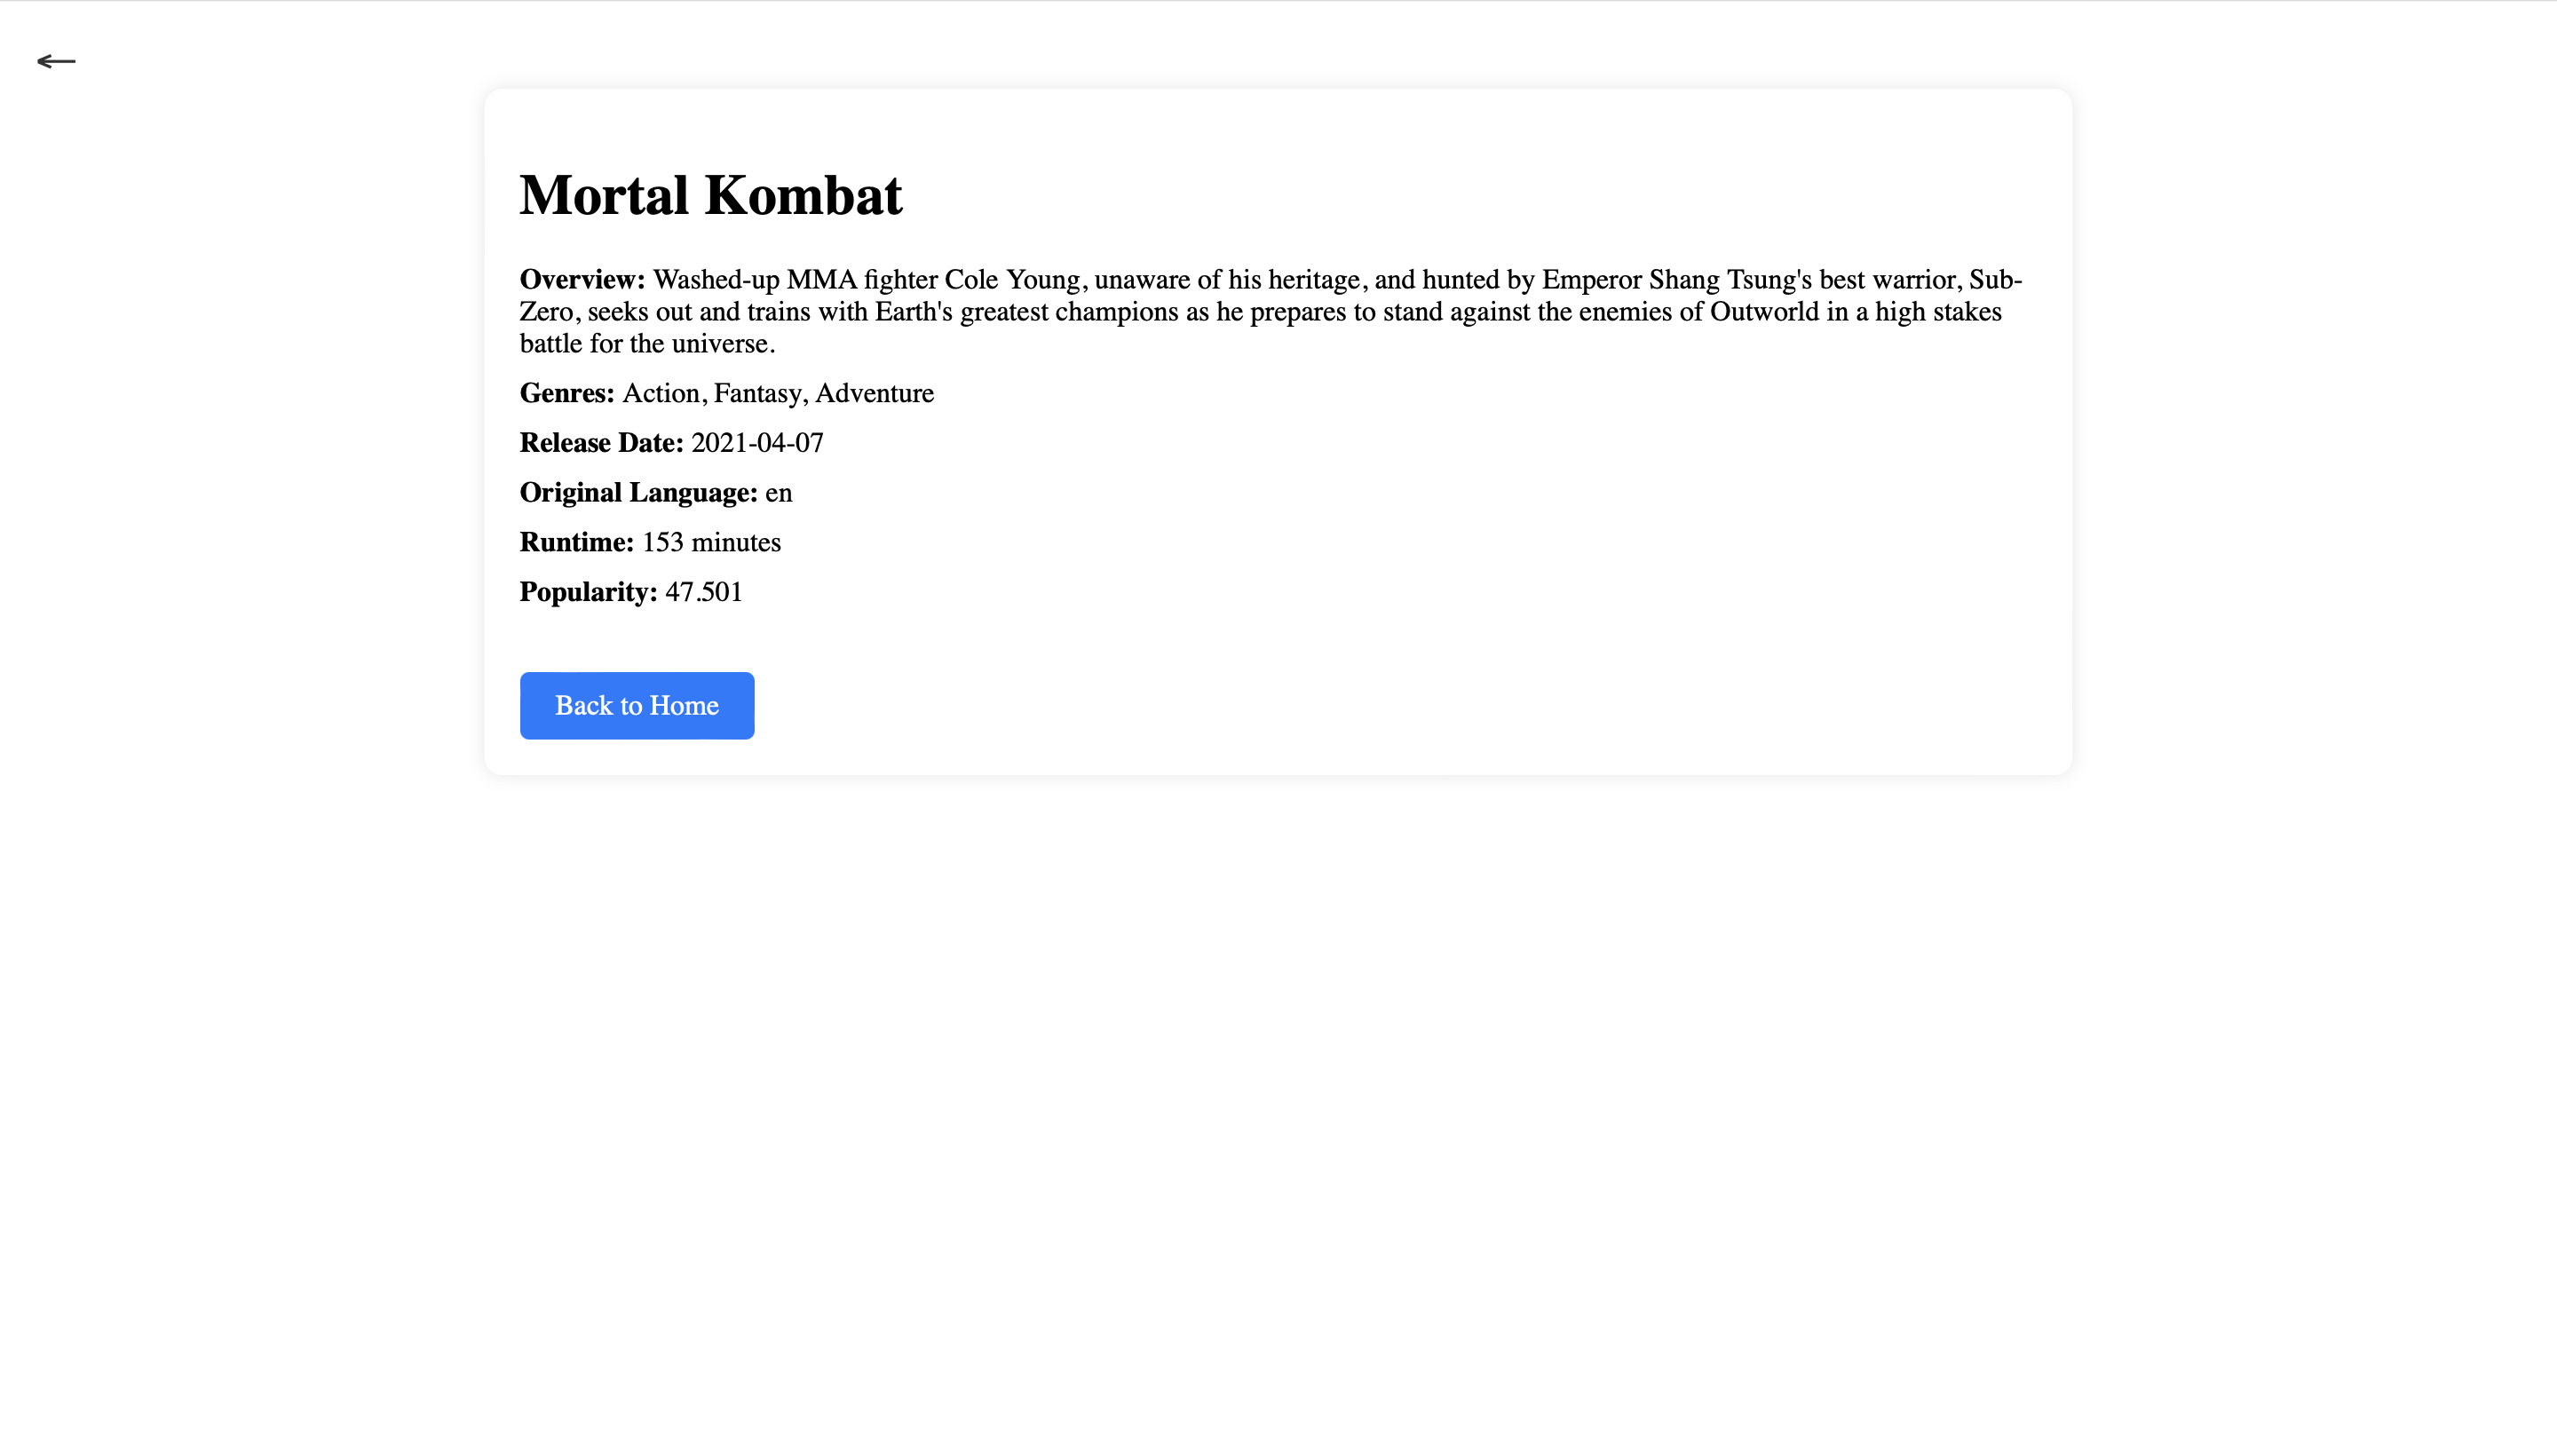 Mortal Kombat
Overview: Washed-up MMA fighter Cole Young, unaware of his heritage, and hunted by Emperor Shang Tsung's best warrior, Sub-
Zero, seeks out and trains with Earth's greatest champions as he prepares to stand against the enemies of Outworld in a high stakes
battle for the universe.
Genres: Action, Fantasy, Adventure
Release Date: 2021-04-07
Original Language: en
Runtime: 153 minutes
Popularity: 47.501
Back to Home